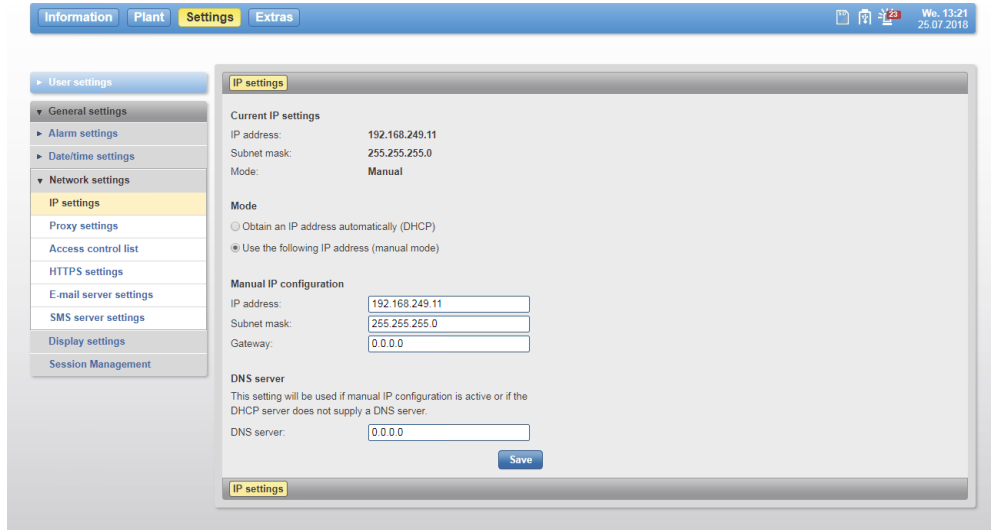 Information Plant Settings Extras 23 We. 13:21
25.07.2018
User settings
General settings
Alarm settings
Date/time settings
Network settings
IP settings
Proxy settings
Access control list
HTTPS settings
E-mail server settings
SMS server settings
Display settings
Session Management
IP settings
Current IP settings
IP address: 192.168.249.11
Subnet mask: 255.255.255.0
Mode: Manual
Mode
Obtain an IP address automatically (DHCP)
Use the following IP address (manual mode)
Manual IP configuration
IP address: 192.168.249.11
Subnet mask: 255.255.255.0
Gateway: 0.0.0.0
DNS server
This setting will be used if manual IP configuration is active or if the
DHCP server does not supply a DNS server.
DNS server: 0.0.0.0
Save
IP settings